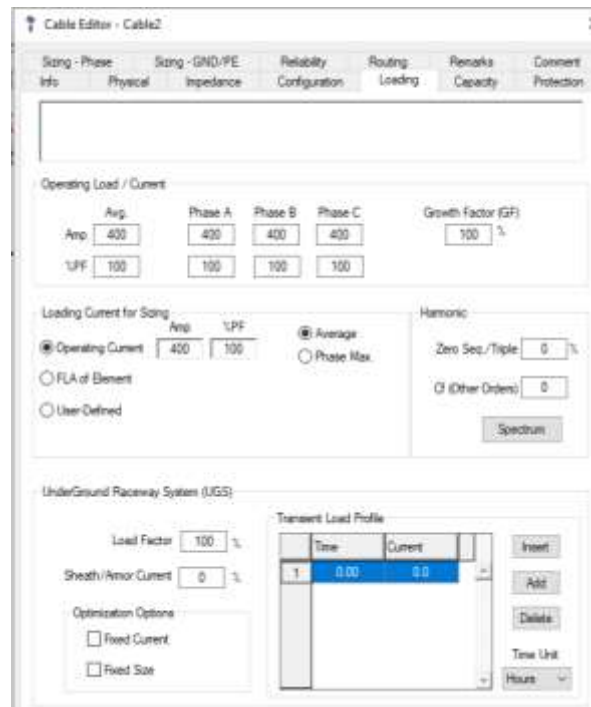 Cable Editor - Cable2
Sizing - Phase Sizing - GND/PE Reliability Routing Remarks Comment
Info Physical Impedance Configuration Loading Capacity Protection
Operating Load / Current
Avg. Phase A Phase B Phase C Growth Factor (GF)
Amp 400 400 400 400 100 %
%PF 100 100 100 100
Loading Current for Sizing Harmonic
Amp %PF
Operating Current 400 100 Average Zero Seq./Triple 0 %
FLA of Element Phase Max.
User-Defined Cf (Other Orders) 0
Spectrum
UnderGround Raceway System (UGS)
Load Factor 100 %
Sheath/Armor Current 0 %
Optimization Options
Fixed Current
Fixed Size
Transient Load Profile
Time Current
1 0.00 0.0
Insert
Add
Delete
Time Unit
Hours